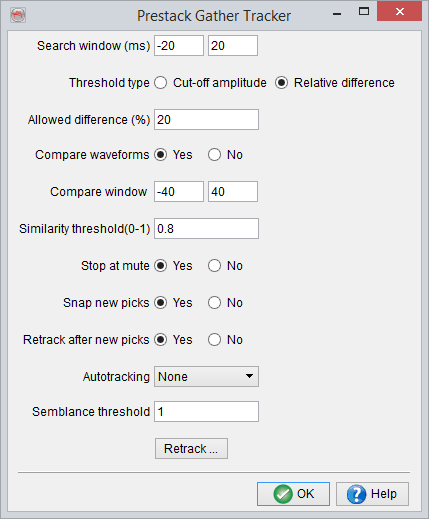 Prestack Gather Tracker
Search window (ms) -20 20
Threshold type Cut-off amplitude Relative difference
Allowed difference (%) 20
Compare waveforms Yes No
Compare window -40 40
Similarity threshold(0-1) 0.8
Stop at mute Yes No
Snap new picks Yes No
Retrack after new picks Yes No
Autotracking None
Semblance threshold 1
Retrack ...
OK Help